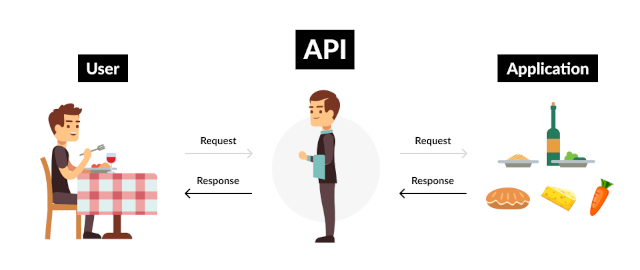 User
API
Application
Request
Response
Request
Response